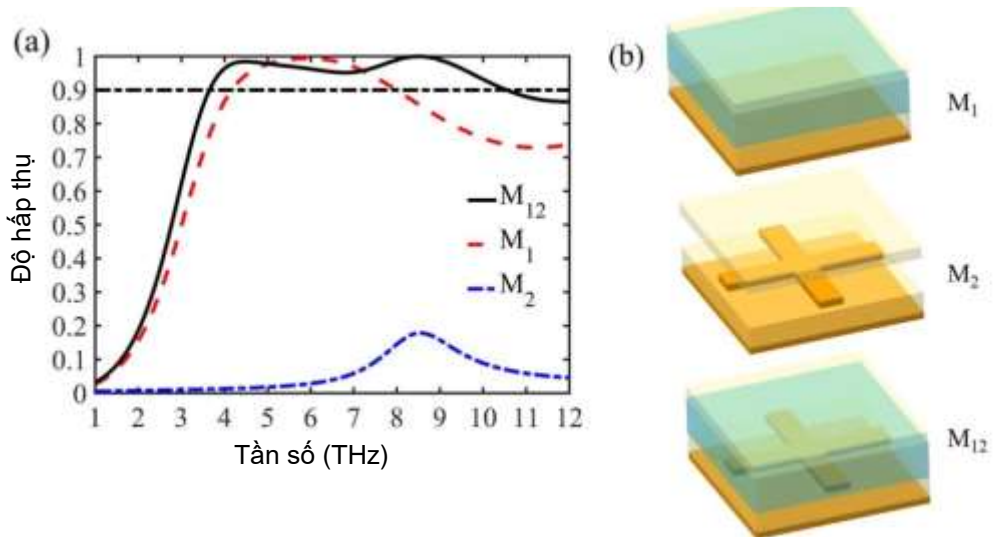 (a)
1
0.9
0.8
0.7
0.6
0.5
0.4
0.3
0.2
0.1
0
Độ hấp thụ
M12
M1
M2
1 2 3 4 5 6 7 8 9 10 11 12
Tần số (THz)
(b)
M1
M2
M12